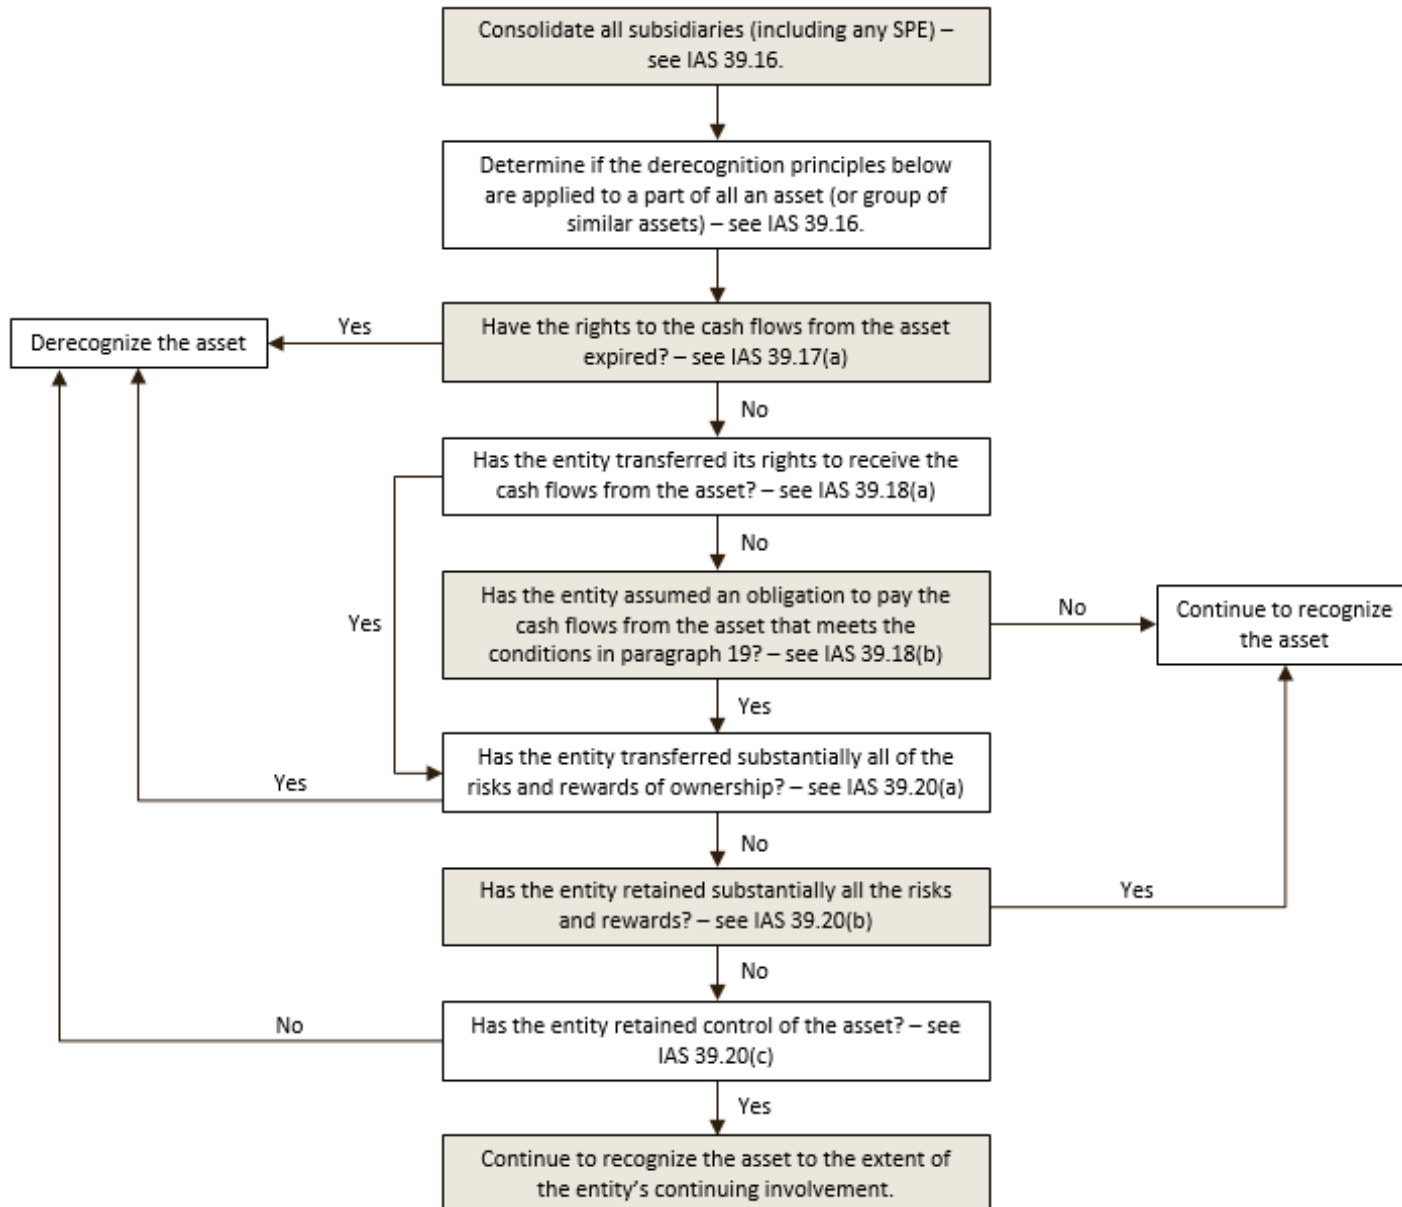 Consolidate all subsidiaries (including any SPE) –
see IAS 39.16.
Determine if the derecognition principles below
are applied to a part of all an asset (or group of
similar assets) – see IAS 39.16.
Derecognize the asset
Yes
Have the rights to the cash flows from the asset
expired? – see IAS 39.17(a)
No
Has the entity transferred its rights to receive the
cash flows from the asset? – see IAS 39.18(a)
No
Yes
Has the entity assumed an obligation to pay the
cash flows from the asset that meets the
conditions in paragraph 19? – see IAS 39.18(b)
No
Continue to recognize
the asset
Yes
Has the entity transferred substantially all of the
risks and rewards of ownership? – see IAS 39.20(a)
Yes
No
Has the entity retained substantially all the risks
and rewards? – see IAS 39.20(b)
Yes
No
Has the entity retained control of the asset? – see
IAS 39.20(c)
No
Yes
Continue to recognize the asset to the extent of
the entity’s continuing involvement.